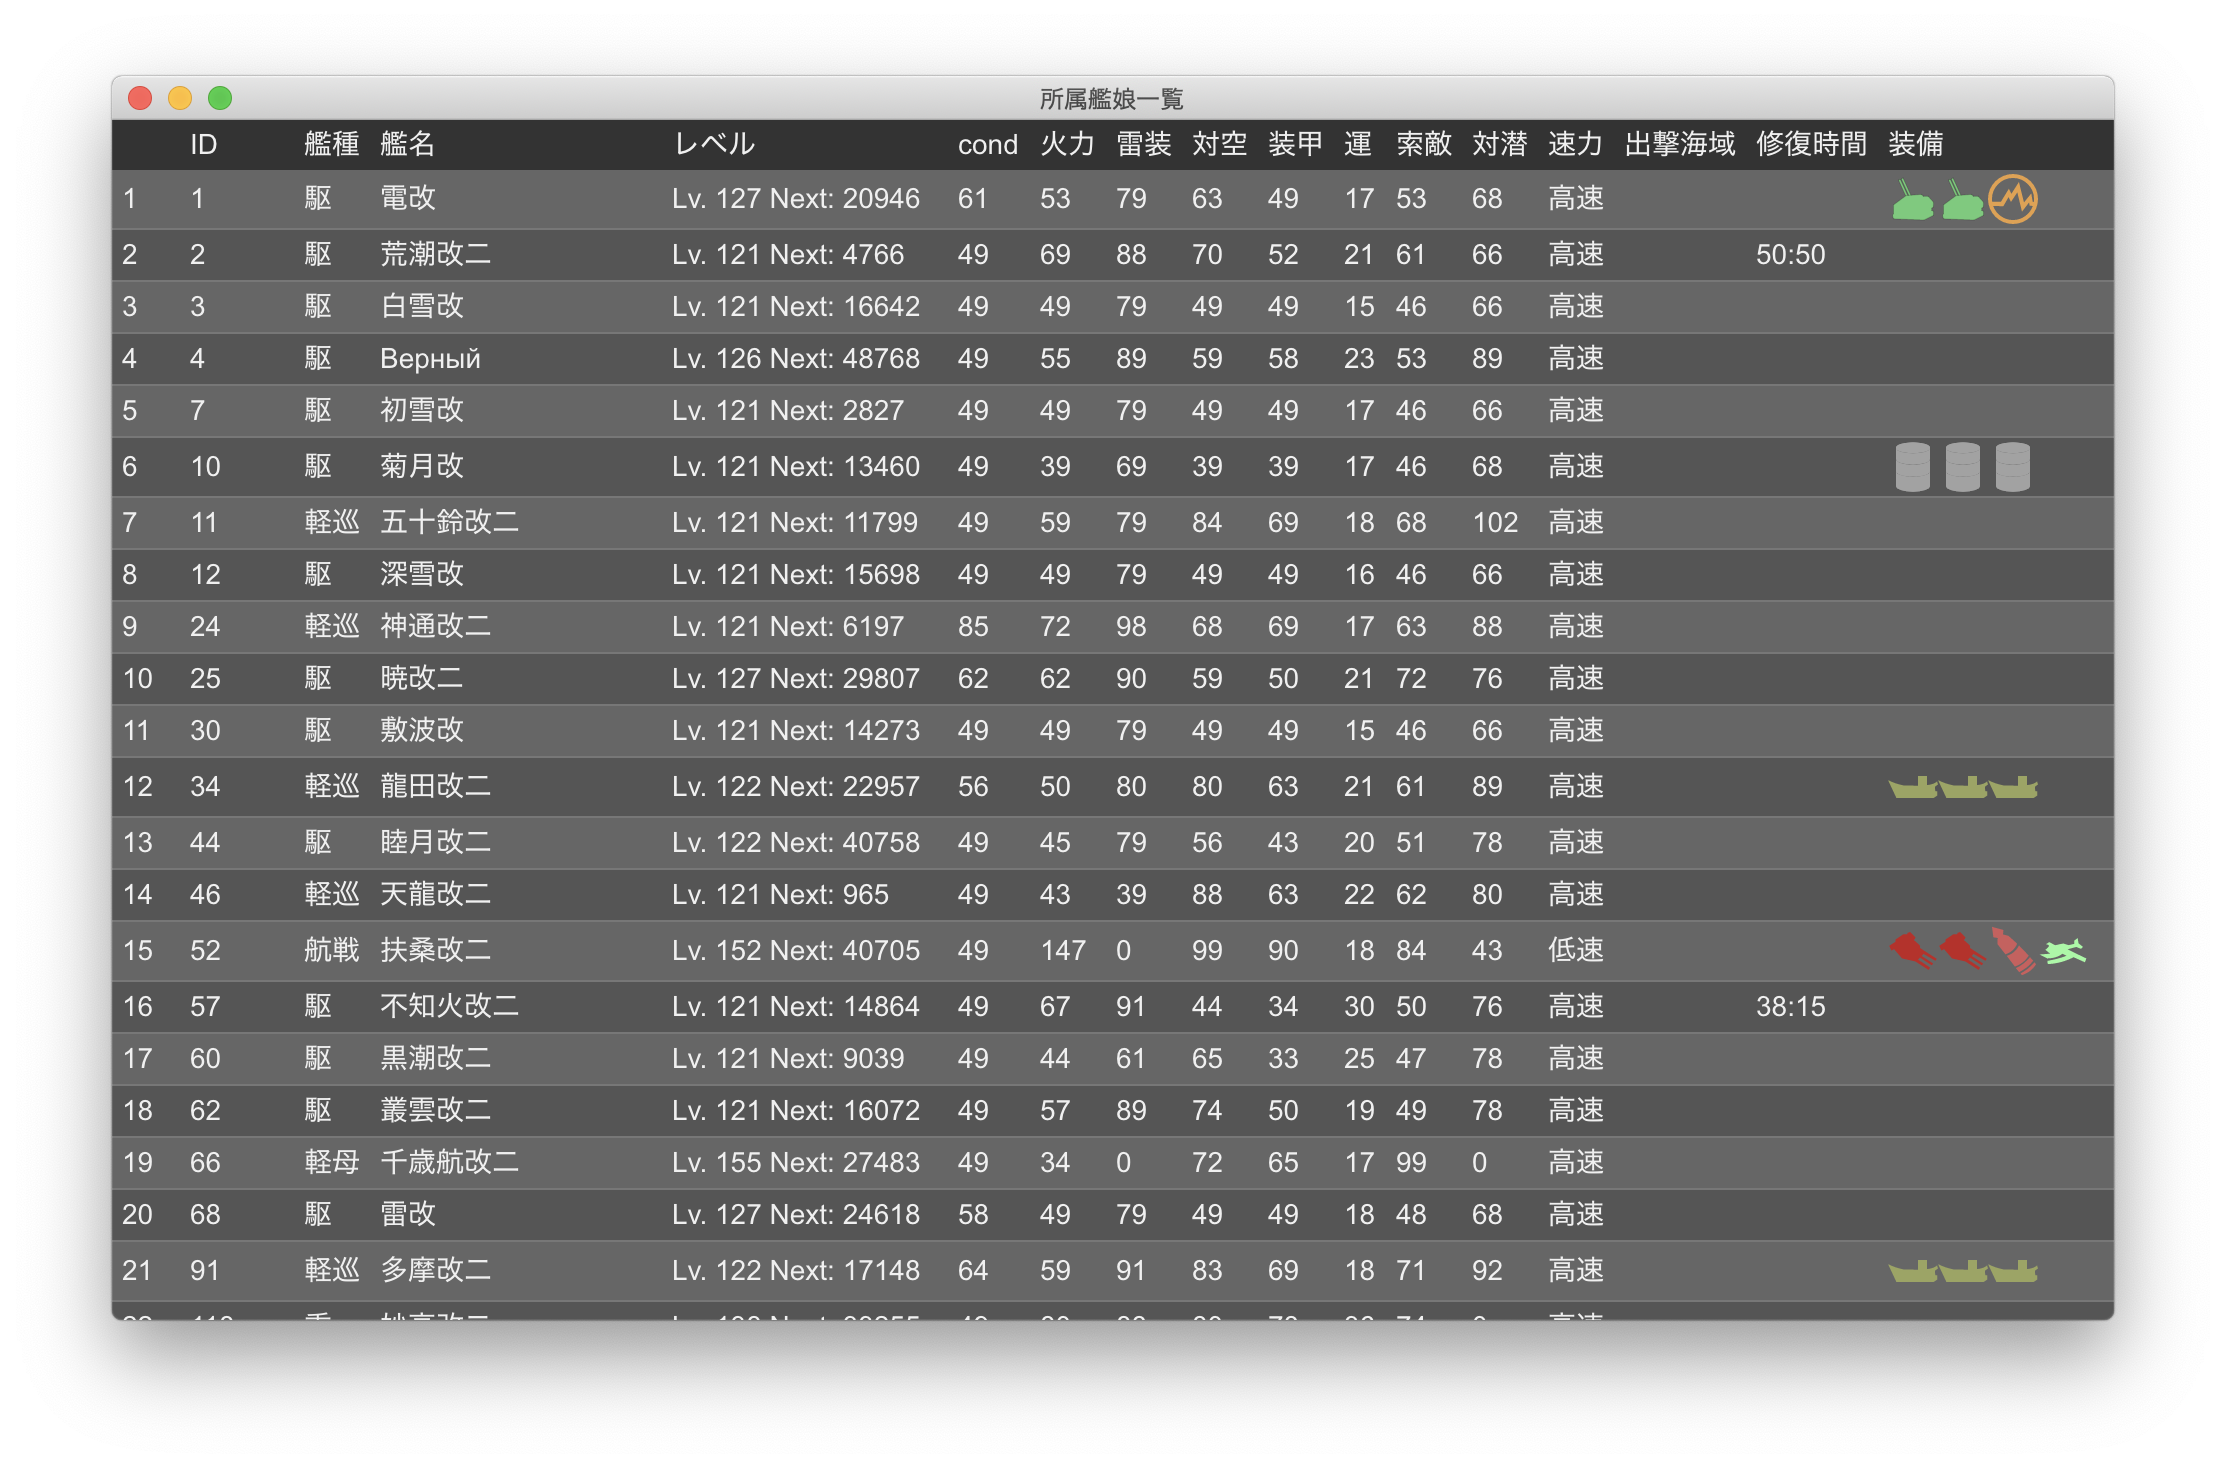 所属艦娘一覧
ID 艦種 艦名 レベル cond 火力 雷装 対空 装甲 運 索敵 対潜 速力 出撃海域 修復時間 装備
1 1 駆 電改 Lv. 127 Next: 20946 61 53 79 63 49 17 53 68 高速
2 2 駆 荒潮改二 Lv. 121 Next: 4766 49 69 88 70 52 21 61 66 高速 50:50
3 3 駆 白雪改 Lv. 121 Next: 16642 49 49 79 49 49 15 46 66 高速
4 4 駆 Верный Lv. 126 Next: 48768 49 55 89 59 58 23 53 89 高速
5 7 駆 初雪改 Lv. 121 Next: 2827 49 49 79 49 49 17 46 66 高速
6 10 駆 菊月改 Lv. 121 Next: 13460 49 39 69 39 39 17 46 68 高速
7 11 軽巡 五十鈴改二 Lv. 121 Next: 11799 49 59 79 84 69 18 68 102 高速
8 12 駆 深雪改 Lv. 121 Next: 15698 49 49 79 49 49 16 46 66 高速
9 24 軽巡 神通改二 Lv. 121 Next: 6197 85 72 98 68 69 17 63 88 高速
10 25 駆 暁改二 Lv. 127 Next: 29807 62 62 90 59 50 21 72 76 高速
11 30 駆 敷波改 Lv. 121 Next: 14273 49 49 79 49 49 15 46 66 高速
12 34 軽巡 龍田改二 Lv. 122 Next: 22957 56 50 80 80 63 21 61 89 高速
13 44 駆 睦月改二 Lv. 122 Next: 40758 49 45 79 56 43 20 51 78 高速
14 46 軽巡 天龍改二 Lv. 121 Next: 965 49 43 39 88 63 22 62 80 高速
15 52 航戦 扶桑改二 Lv. 152 Next: 40705 49 147 0 99 90 18 84 43 低速
16 57 駆 不知火改二 Lv. 121 Next: 14864 49 67 91 44 34 30 50 76 高速 38:15
17 60 駆 黒潮改二 Lv. 121 Next: 9039 49 44 61 65 33 25 47 78 高速
18 62 駆 叢雲改二 Lv. 121 Next: 16072 49 57 89 74 50 19 49 78 高速
19 66 軽母 千歳航改二 Lv. 155 Next: 27483 49 34 0 72 65 17 99 0 高速
20 68 駆 雷改 Lv. 127 Next: 24618 58 49 79 49 49 18 48 68 高速
21 91 軽巡 多摩改二 Lv. 122 Next: 17148 64 59 91 83 69 18 71 92 高速